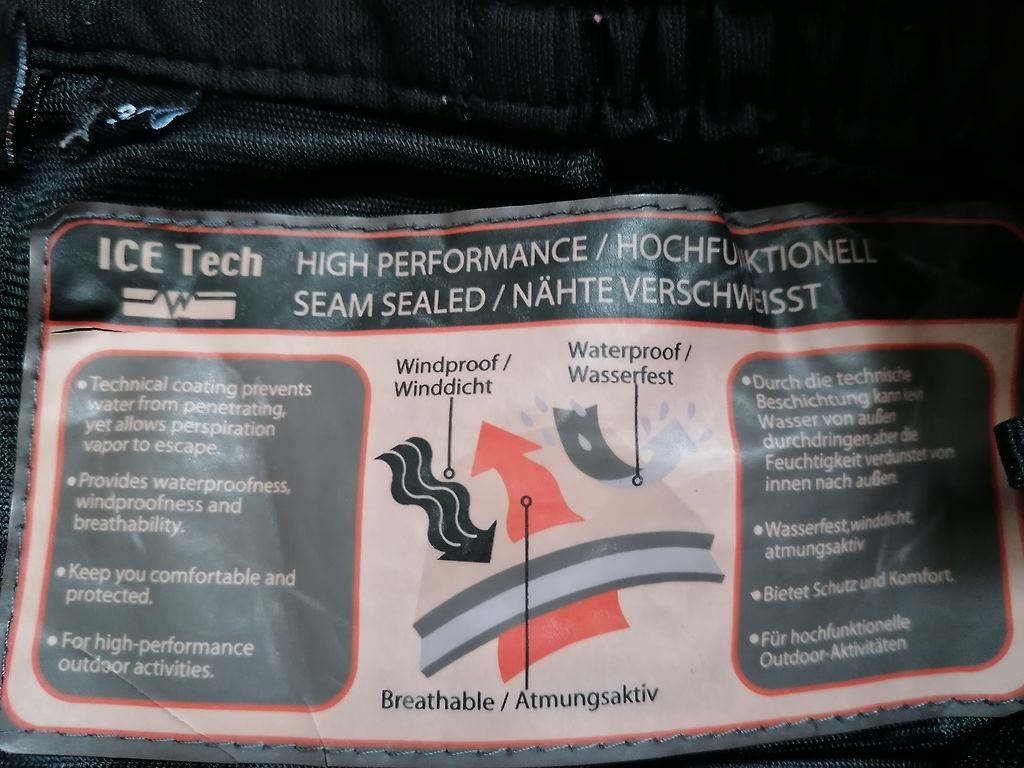 ICE Tech
HIGH PERFORMANCE / HOCHFUNKTIONELL
SEAM SEALED / NÄHTE VERSCHWEISST
• Technical coating prevents
water from penetrating,
yet allows perspiration
vapor to escape.
• Provides waterproofness,
windproofness and
breathability.
• Keep you comfortable and
protected.
• For high-performance
outdoor activities.
Windproof /
Winddicht
Waterproof /
Wasserfest
Breathable / Atmungsaktiv
• Durch die technische
Beschichtung kann kein
Wasser von außen
durchdringen,aber die
Feuchtigkeit verdunstet von
innen nach außen.
• Wasserfest,winddicht,
atmungsaktiv
• Bietet Schutz und Komfort.
• Für hochfunktionelle
Outdoor-Aktivitäten